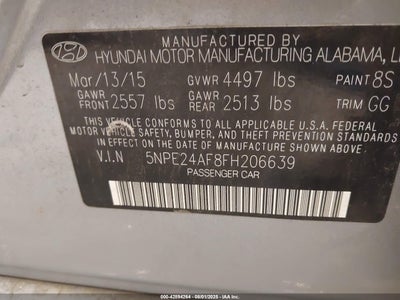 MANUFACTURED BY
HYUNDAI MOTOR MANUFACTURING ALABAMA, LL
Mar/13/15 GVWR 4497 lbs PAINT 8S
GAWR FRONT 2557 lbs GAWR REAR 2513 lbs TRIM GG
THIS VEHICLE CONFORMS TO ALL APPLICABLE U.S.A. FEDERAL
MOTOR VEHICLE SAFETY, BUMPER, AND THEFT PREVENTION
STANDARDS IN EFFECT ON THE DATE OF MANUFACTURE SHOWN
V.I.N 5NPE24AF8FH206639
PASSENGER CAR
000-42894264 - 08/01/2025 - IAA Inc.